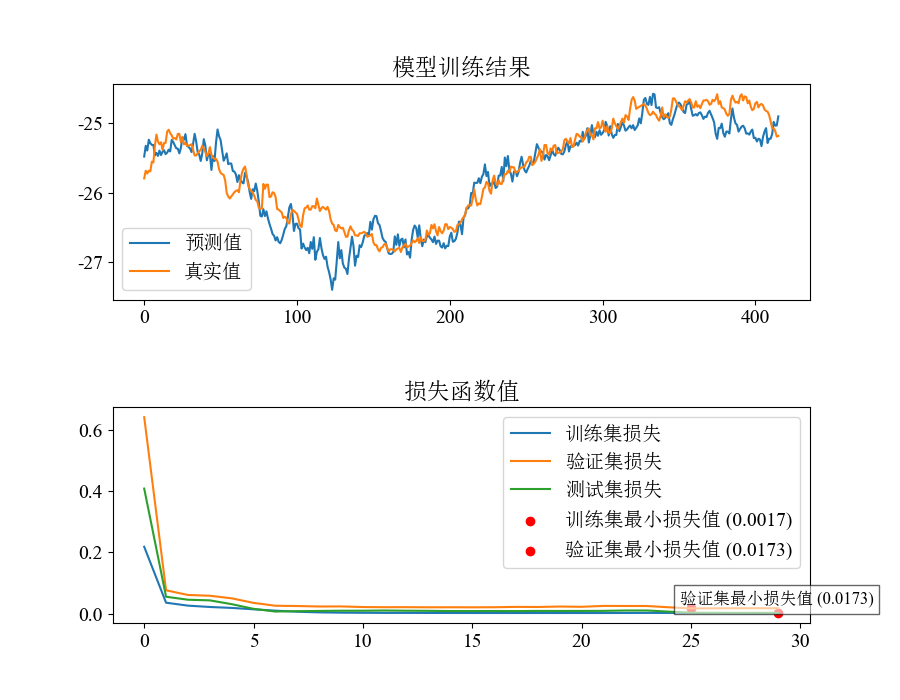 模型训练结果
-25
-26
-27
预测值
真实值
0 100 200 300 400
损失函数值
0.6
0.4
0.2
0.0
训练集损失
验证集损失
测试集损失
训练集最小损失值 (0.0017)
验证集最小损失值 (0.0173)
验证集最小损失值 (0.0173)
0 5 10 15 20 25 30